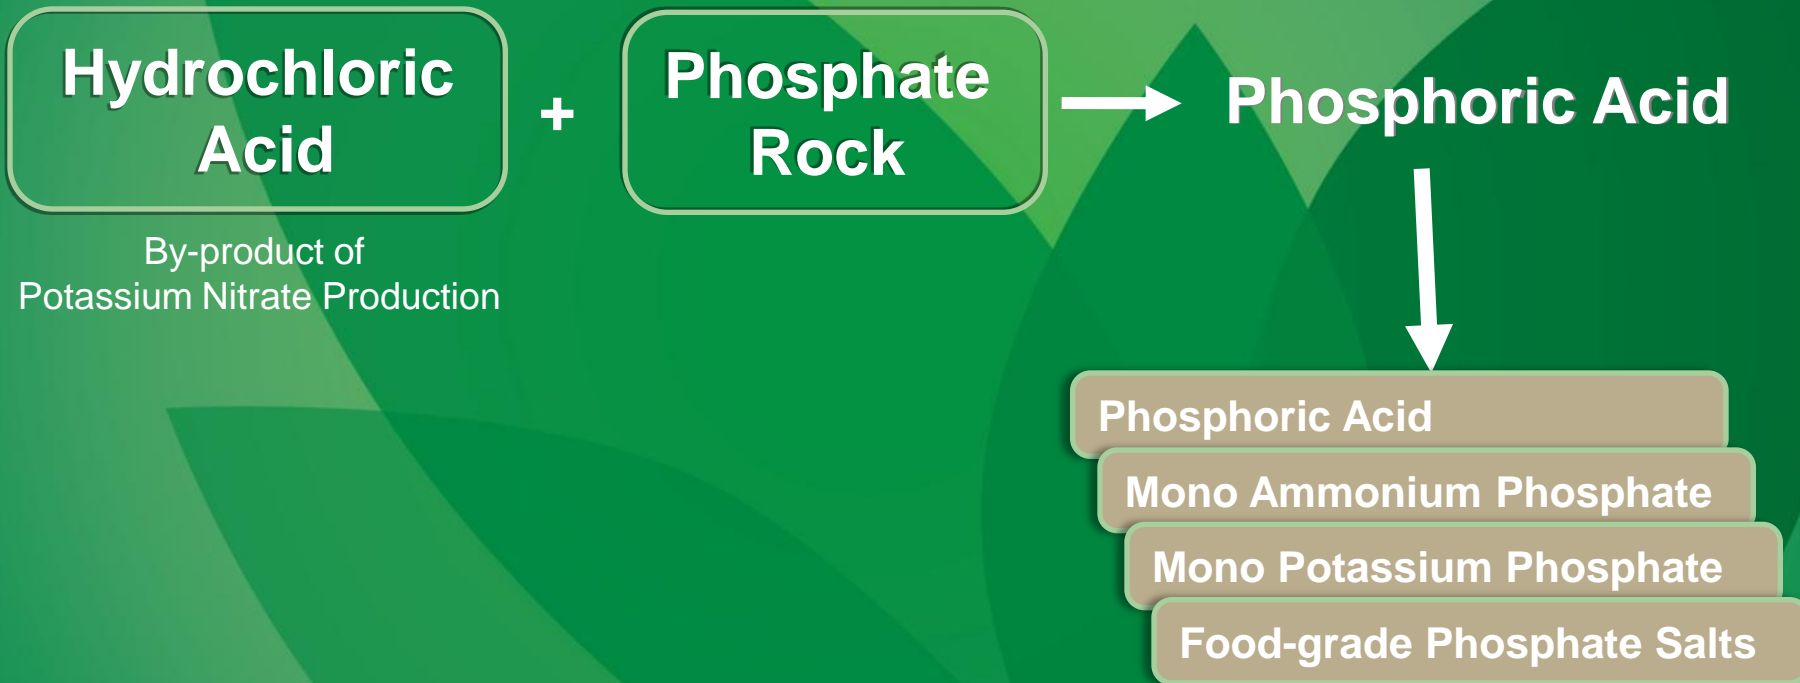 Hydrochloric
Acid
+
Phosphate
Rock
Phosphoric Acid
By-product of
Potassium Nitrate Production
Phosphoric Acid
Mono Ammonium Phosphate
Mono Potassium Phosphate
Food-grade Phosphate Salts